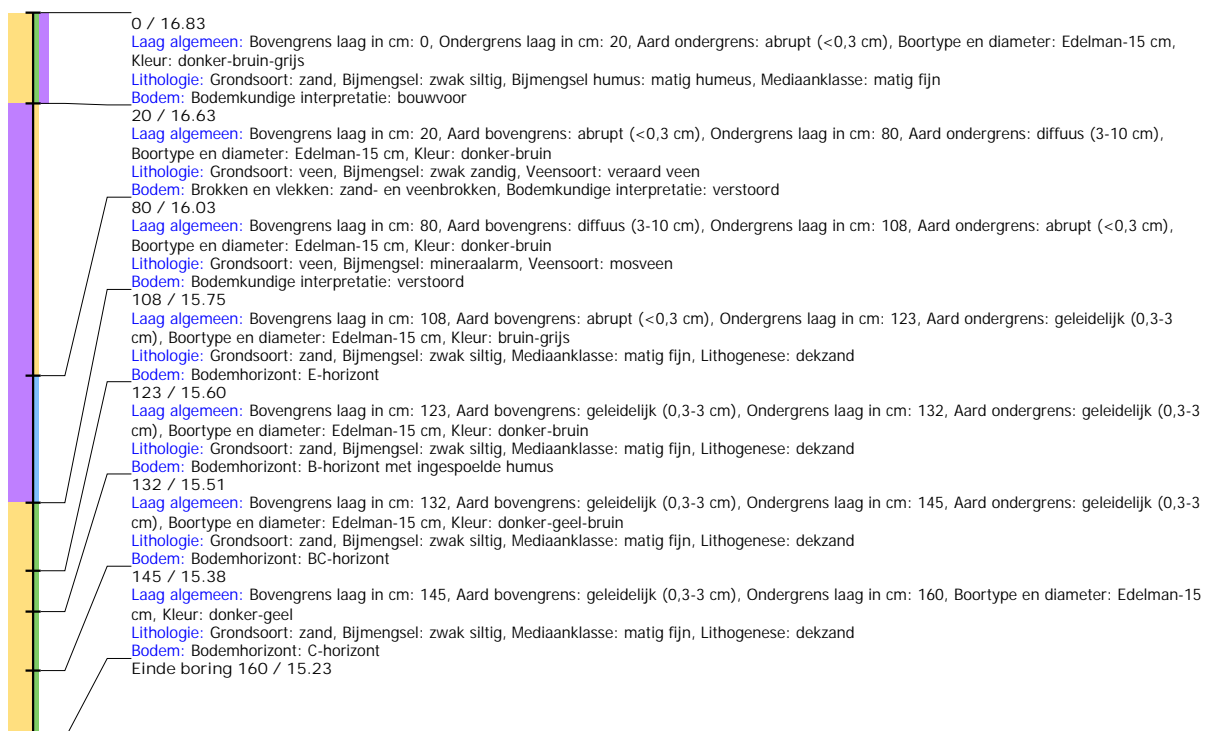 0 / 16.83
Laag algemeen: Bovengrens laag in cm: 0, Ondergrens laag in cm: 20, Aard ondergrens: abrupt (<0,3 cm), Boortype en diameter: Edelman-15 cm,
Kleur: donker-bruin-grijs
Lithologie: Grondsoort: zand, Bijmengsel: zwak siltig, Bijmengsel humus: matig humeus, Mediaanklasse: matig fijn
Bodem: Bodemkundige interpretatie: bouwvoor
20 / 16.63
Laag algemeen: Bovengrens laag in cm: 20, Aard bovengrens: abrupt (<0,3 cm), Ondergrens laag in cm: 80, Aard ondergrens: diffuus (3-10 cm),
Boortype en diameter: Edelman-15 cm, Kleur: donker-bruin
Lithologie: Grondsoort: veen, Bijmengsel: zwak zandig, Veensoort: veraard veen
Bodem: Brokken en vlekken: zand- en veenbrokken, Bodemkundige interpretatie: verstoord
80 / 16.03
Laag algemeen: Bovengrens laag in cm: 80, Aard bovengrens: diffuus (3-10 cm), Ondergrens laag in cm: 108, Aard ondergrens: abrupt (<0,3 cm),
Boortype en diameter: Edelman-15 cm, Kleur: donker-bruin
Lithologie: Grondsoort: veen, Bijmengsel: mineraalarm, Veensoort: mosveen
Bodem: Bodemkundige interpretatie: verstoord
108 / 15.75
Laag algemeen: Bovengrens laag in cm: 108, Aard bovengrens: abrupt (<0,3 cm), Ondergrens laag in cm: 123, Aard ondergrens: geleidelijk (0,3-3
cm), Boortype en diameter: Edelman-15 cm, Kleur: bruin-grijs
Lithologie: Grondsoort: zand, Bijmengsel: zwak siltig, Mediaanklasse: matig fijn, Lithogenese: dekzand
Bodem: Bodemhorizont: E-horizont
123 / 15.60
Laag algemeen: Bovengrens laag in cm: 123, Aard bovengrens: geleidelijk (0,3-3 cm), Ondergrens laag in cm: 132, Aard ondergrens: geleidelijk (0,3-3
cm), Boortype en diameter: Edelman-15 cm, Kleur: donker-bruin
Lithologie: Grondsoort: zand, Bijmengsel: zwak siltig, Mediaanklasse: matig fijn, Lithogenese: dekzand
Bodem: Bodemhorizont: B-horizont met ingespoelde humus
132 / 15.51
Laag algemeen: Bovengrens laag in cm: 132, Aard bovengrens: geleidelijk (0,3-3 cm), Ondergrens laag in cm: 145, Aard ondergrens: geleidelijk (0,3-3
cm), Boortype en diameter: Edelman-15 cm, Kleur: donker-geel-bruin
Lithologie: Grondsoort: zand, Bijmengsel: zwak siltig, Mediaanklasse: matig fijn, Lithogenese: dekzand
Bodem: Bodemhorizont: BC-horizont
145 / 15.38
Laag algemeen: Bovengrens laag in cm: 145, Aard bovengrens: geleidelijk (0,3-3 cm), Ondergrens laag in cm: 160, Boortype en diameter: Edelman-15
cm, Kleur: donker-geel
Lithologie: Grondsoort: zand, Bijmengsel: zwak siltig, Mediaanklasse: matig fijn, Lithogenese: dekzand
Bodem: Bodemhorizont: C-horizont
Einde boring 160 / 15.23